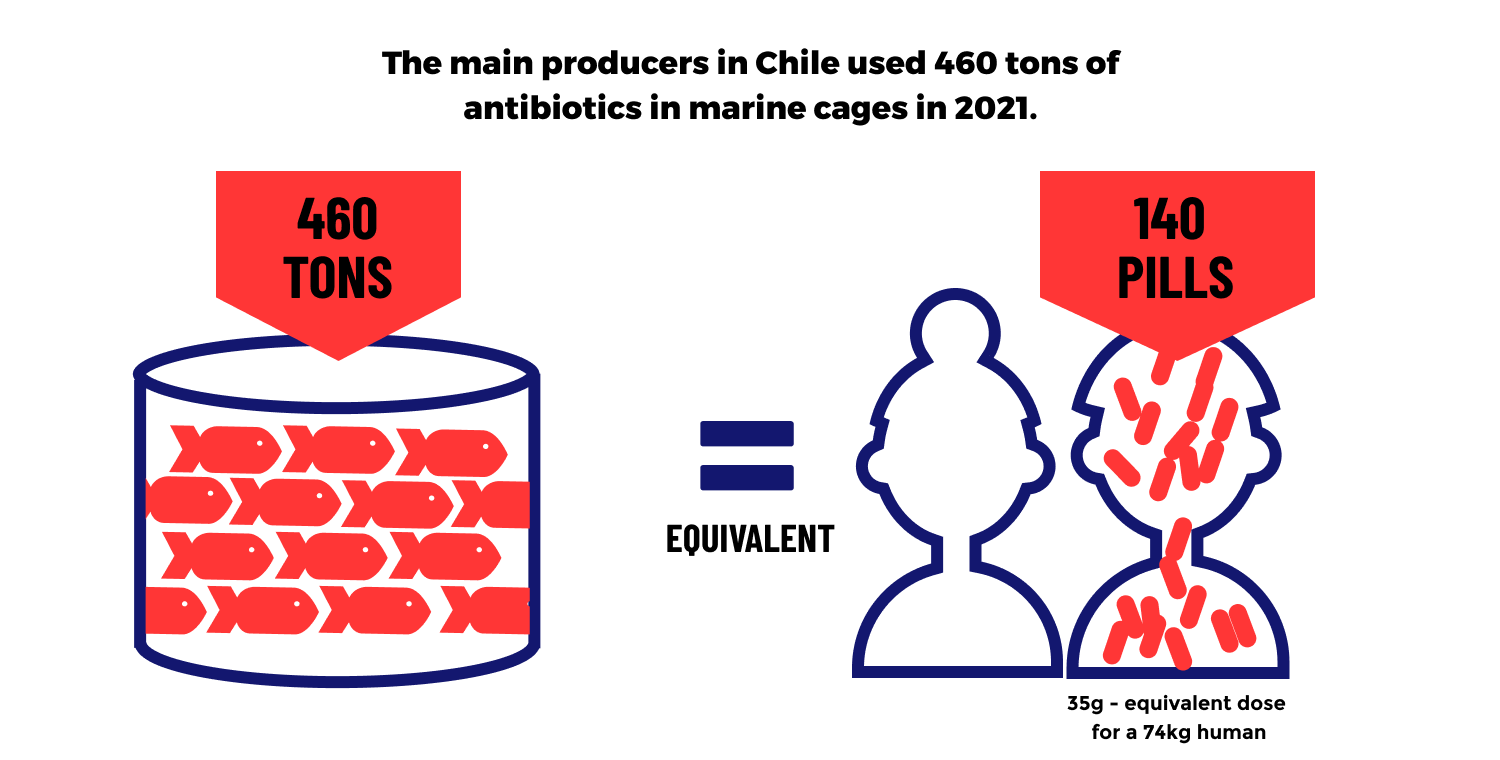 The main producers in Chile used 460 tons of
antibiotics in marine cages in 2021.
460
TONS
140
PILLS
EQUIVALENT
35g - equivalent dose
for a 74kg human